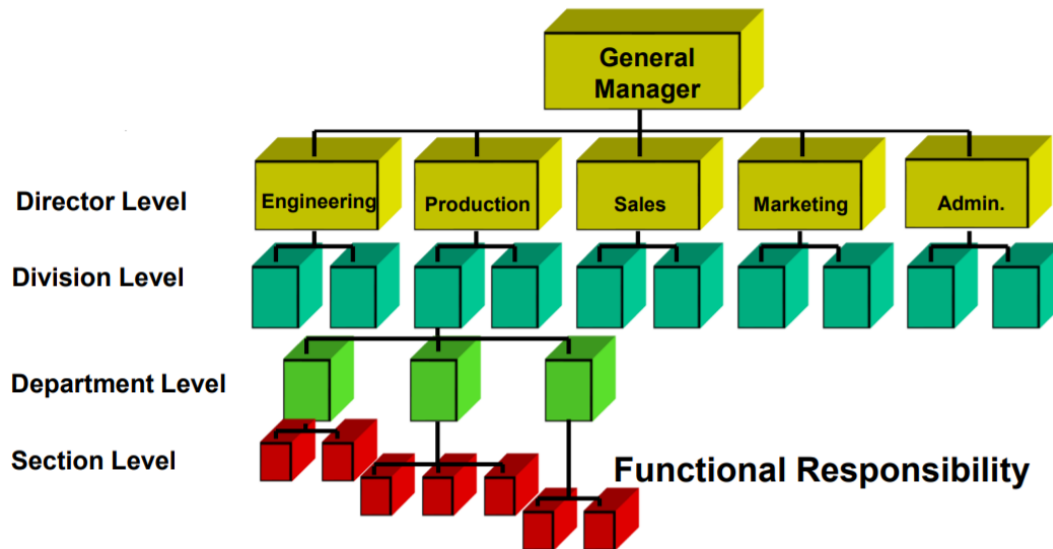 General
Manager
Director Level
Engineering
Production
Sales
Marketing
Admin.
Division Level
Department Level
Section Level
Functional Responsibility